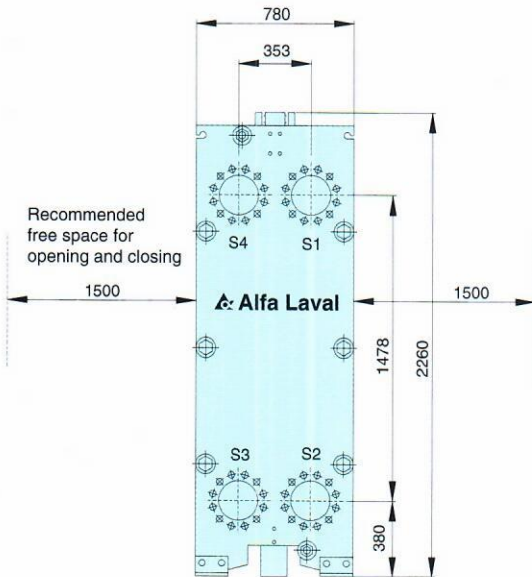 780
353
Recommended
free space for
opening and closing
S4 S1
1500
Alfa Laval
1500
1478
2260
S3 S2
380